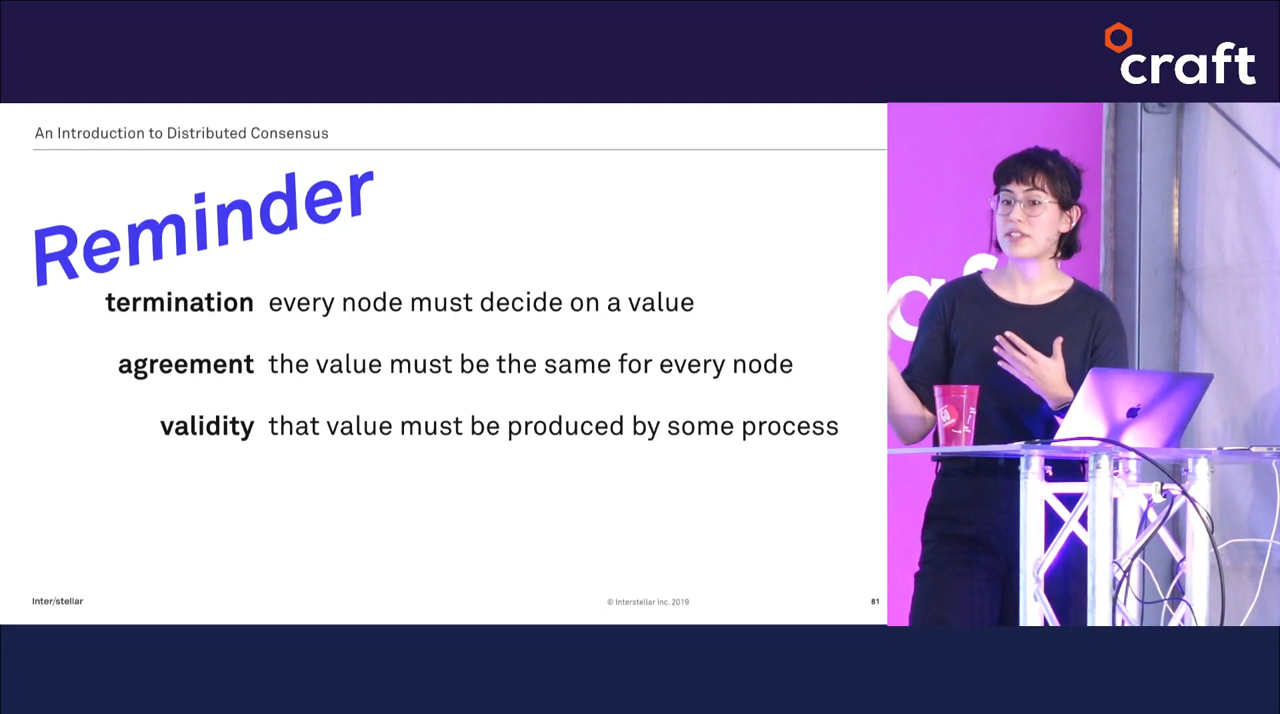 craft
An Introduction to Distributed Consensus
Reminder
termination every node must decide on a value
agreement the value must be the same for every node
validity that value must be produced by some process
Inter/stellar
© Interstellar Inc. 2019
81